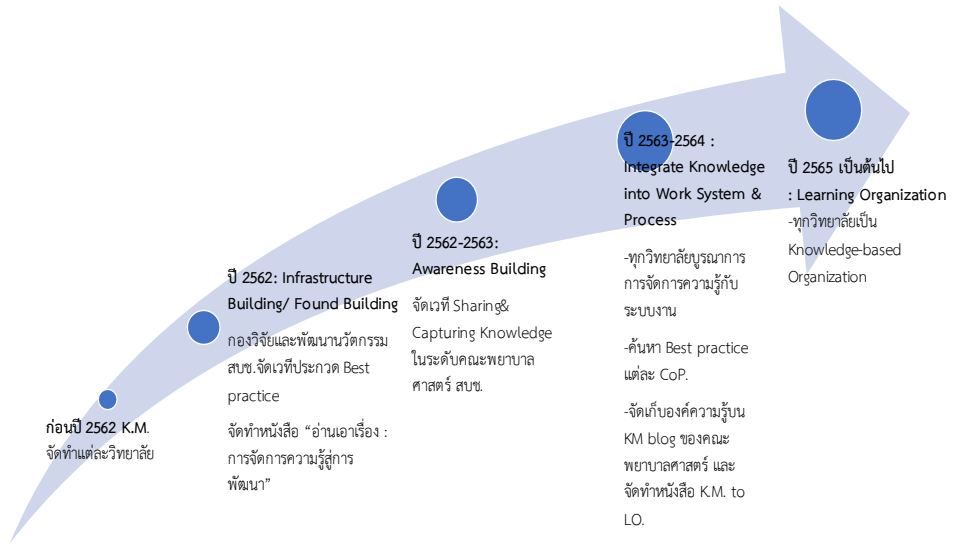 ก่อนปี 2562 K.M.
จัดทำแต่ละวิทยาลัย
ปี 2562: Infrastructure
Building/ Found Building
กองวิจัยและพัฒนานวัตกรรม
สบช.จัดเวทีประกวด Best
practice
จัดทำหนังสือ “อ่านเอาเรื่อง :
การจัดการความรู้สู่การ
พัฒนา”
ปี 2562-2563:
Awareness Building
จัดเวที Sharing&
Capturing Knowledge
ในระดับคณะพยาบาล
ศาสตร์ สบช.
ปี 2563-2564 :
Integrate Knowledge
into Work System &
Process
-ทุกวิทยาลัยบูรณาการ
การจัดการความรู้กับ
ระบบงาน
-ค้นหา Best practice
แต่ละ CoP.
-จัดเก็บองค์ความรู้บน
KM blog ของคณะ
พยาบาลศาสตร์ และ
จัดทำหนังสือ K.M. to
LO.
ปี 2565 เป็นต้นไป
: Learning Organization
-ทุกวิทยาลัยเป็น
Knowledge-based
Organization